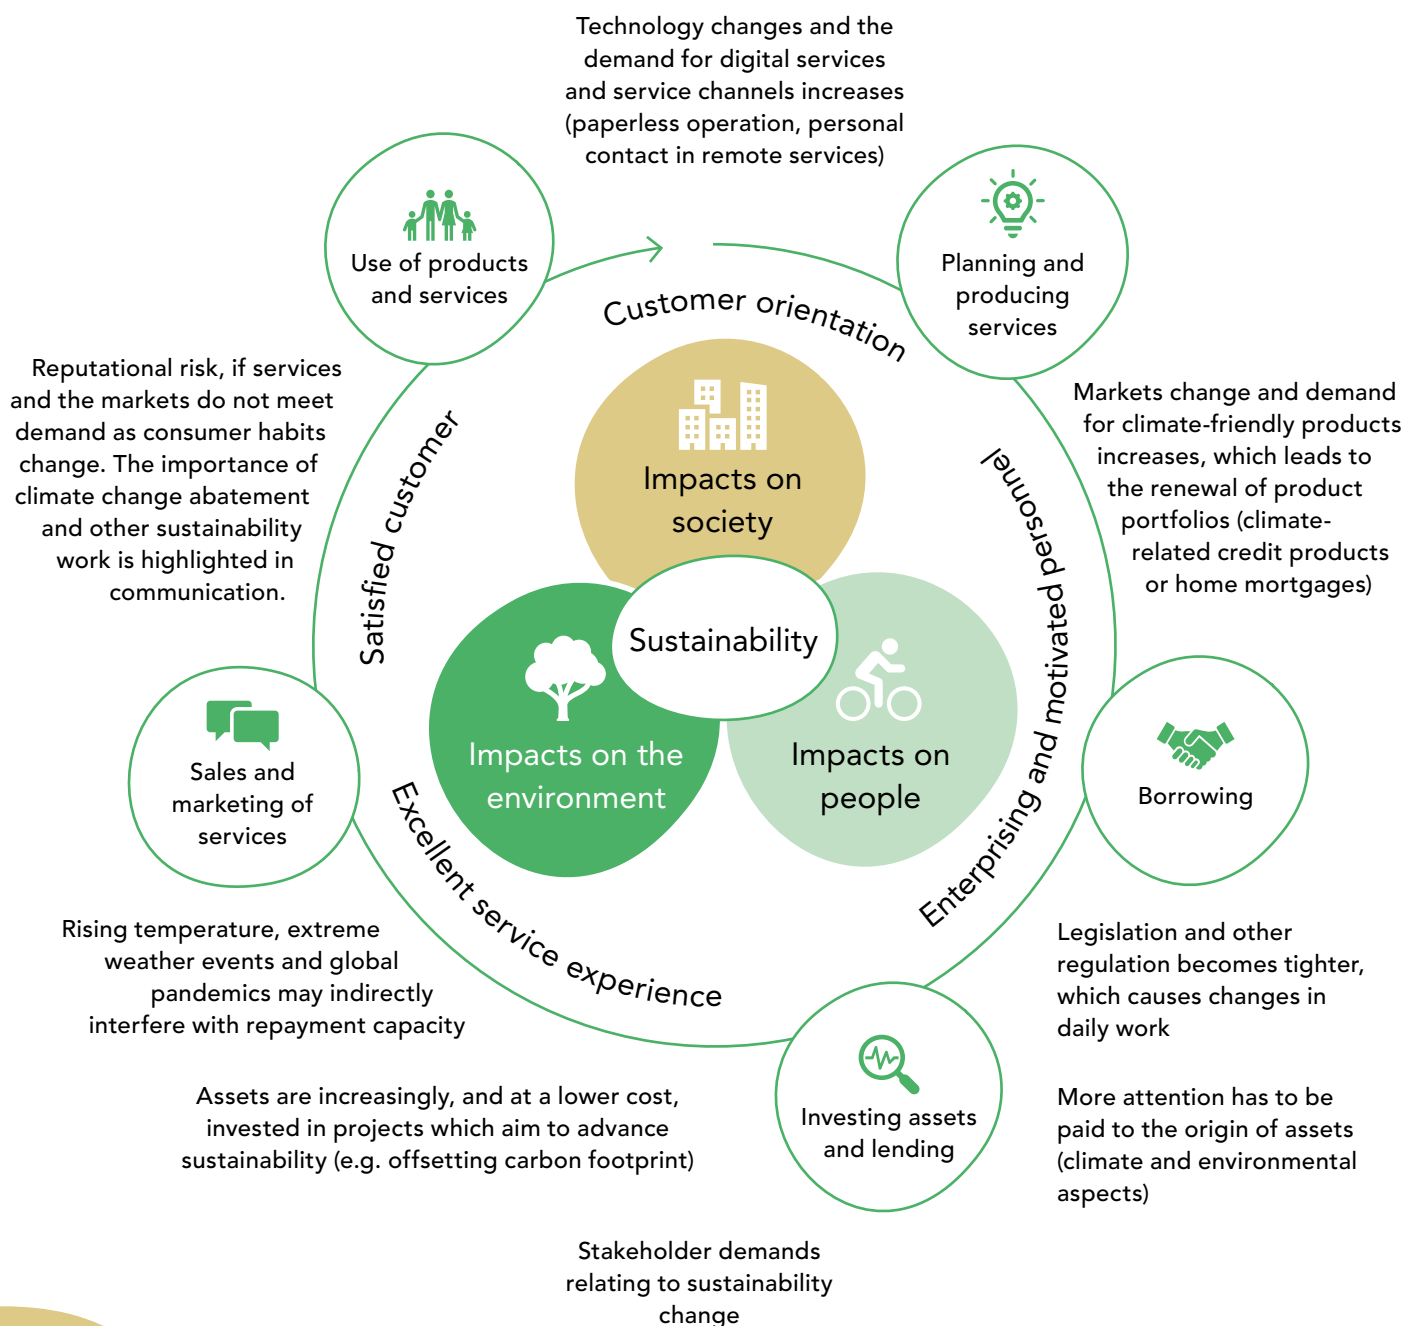 Technology changes and the
demand for digital services
and service channels increases
(paperless operation, personal
contact in remote services)
Use of products
and services
Planning and
producing
services
Customer orientation
Reputational risk, if services
and the markets do not meet
demand as consumer habits
change. The importance of
climate change abatement
and other sustainability
work is highlighted in
communication.
Satisfied customer
Impacts on
society
Enterprising and motivated personnel
Markets change and demand
for climate-friendly products
increases, which leads to
the renewal of product
portfolios (climate-
related credit products
or home mortgages)
Sustainability
Impacts on the
environment
Impacts on
people
Sales and
marketing of
services
Borrowing
Excellent service experience
Rising temperature, extreme
weather events and global
pandemics may indirectly
interfere with repayment capacity
Legislation and other
regulation becomes tighter,
which causes changes in
daily work
Assets are increasingly, and at a lower cost,
invested in projects which aim to advance
sustainability (e.g. offsetting carbon footprint)
Investing assets
and lending
More attention has to be
paid to the origin of assets
(climate and environmental
aspects)
Stakeholder demands
relating to sustainability
change